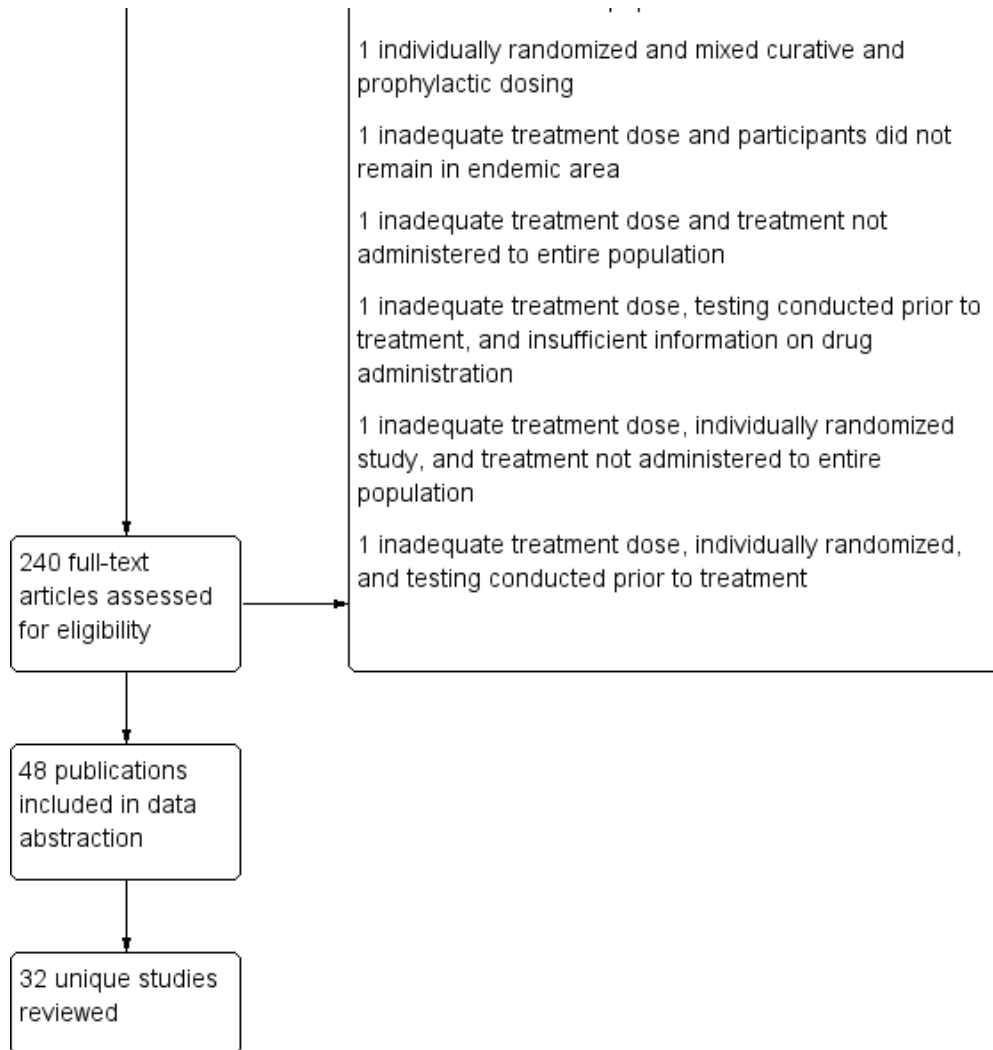 1 individually randomized and mixed curative and
prophylactic dosing
1 inadequate treatment dose and participants did not
remain in endemic area
1 inadequate treatment dose and treatment not
administered to entire population
1 inadequate treatment dose, testing conducted prior to
treatment, and insufficient information on drug
administration
1 inadequate treatment dose, individually randomized
study, and treatment not administered to entire
population
1 inadequate treatment dose, individually randomized,
and testing conducted prior to treatment
240 full-text
articles assessed
for eligibility
48 publications
included in data
abstraction
32 unique studies
reviewed